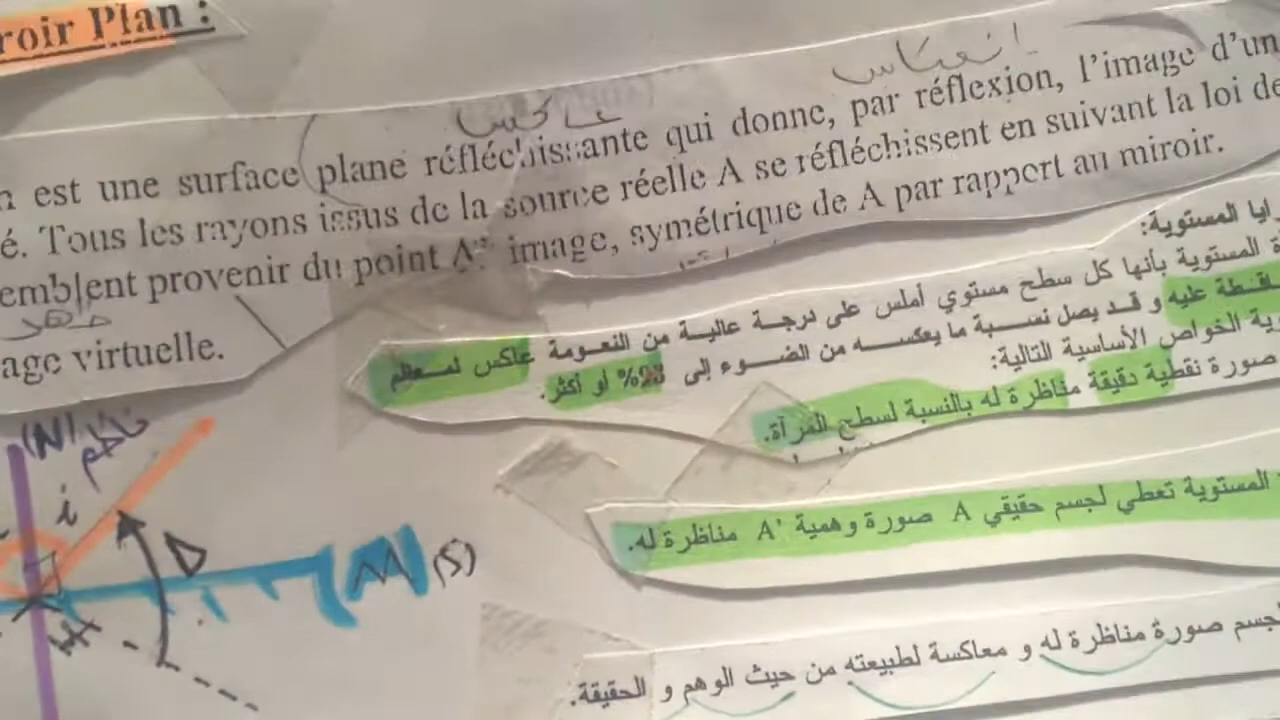 roir Plan :
إنعكاس
عاكس
est une surface plane réfléchissante qui donne, par réflexion, l'image d'un
é. Tous les rayons issus de la source réelle A se réfléchissent en suivant la loi de
emblent provenir du point A' image, symétrique de A par rapport au miroir.
age virtuelle.
ايا المستوية:
ة المستوية بأنها كل سطح مستوي أملس على درجة عالية من النعومة عاكس لمعظم
اقطة عليه و قد يصل نسبة ما يعكسه من الضوء إلى %95 أو أكثر.
رية الخواص الأساسية التالية:
صورة نقطية دقيقة مناظرة له بالنسبة لسطح المرآة.
المستوية تعطي لجسم حقيقي A صورة وهمية A' مناظرة له.
جسم صورة مناظرة له و معاكسة لطبيعته من حيث الوهم و الحقيقة.
(N) ناظم
i
D
M (S)
H